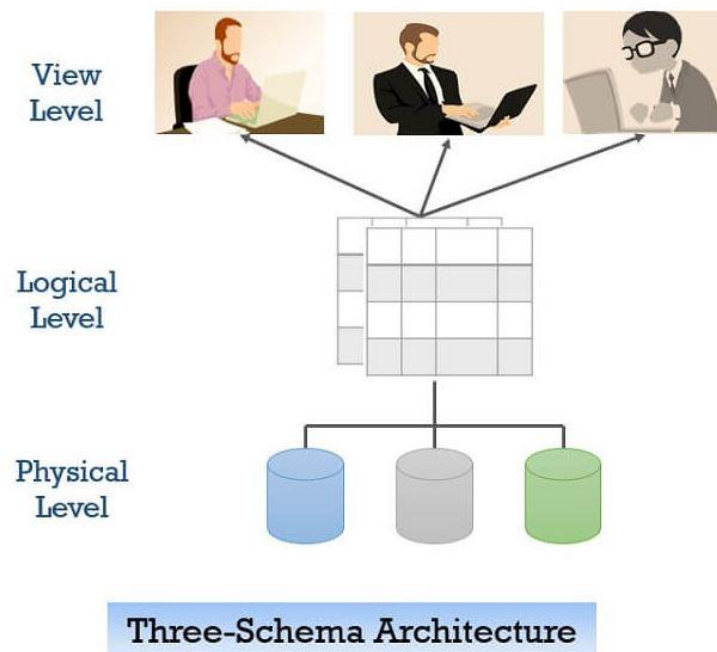 View
Level
Logical
Level
Physical
Level
Three-Schema Architecture